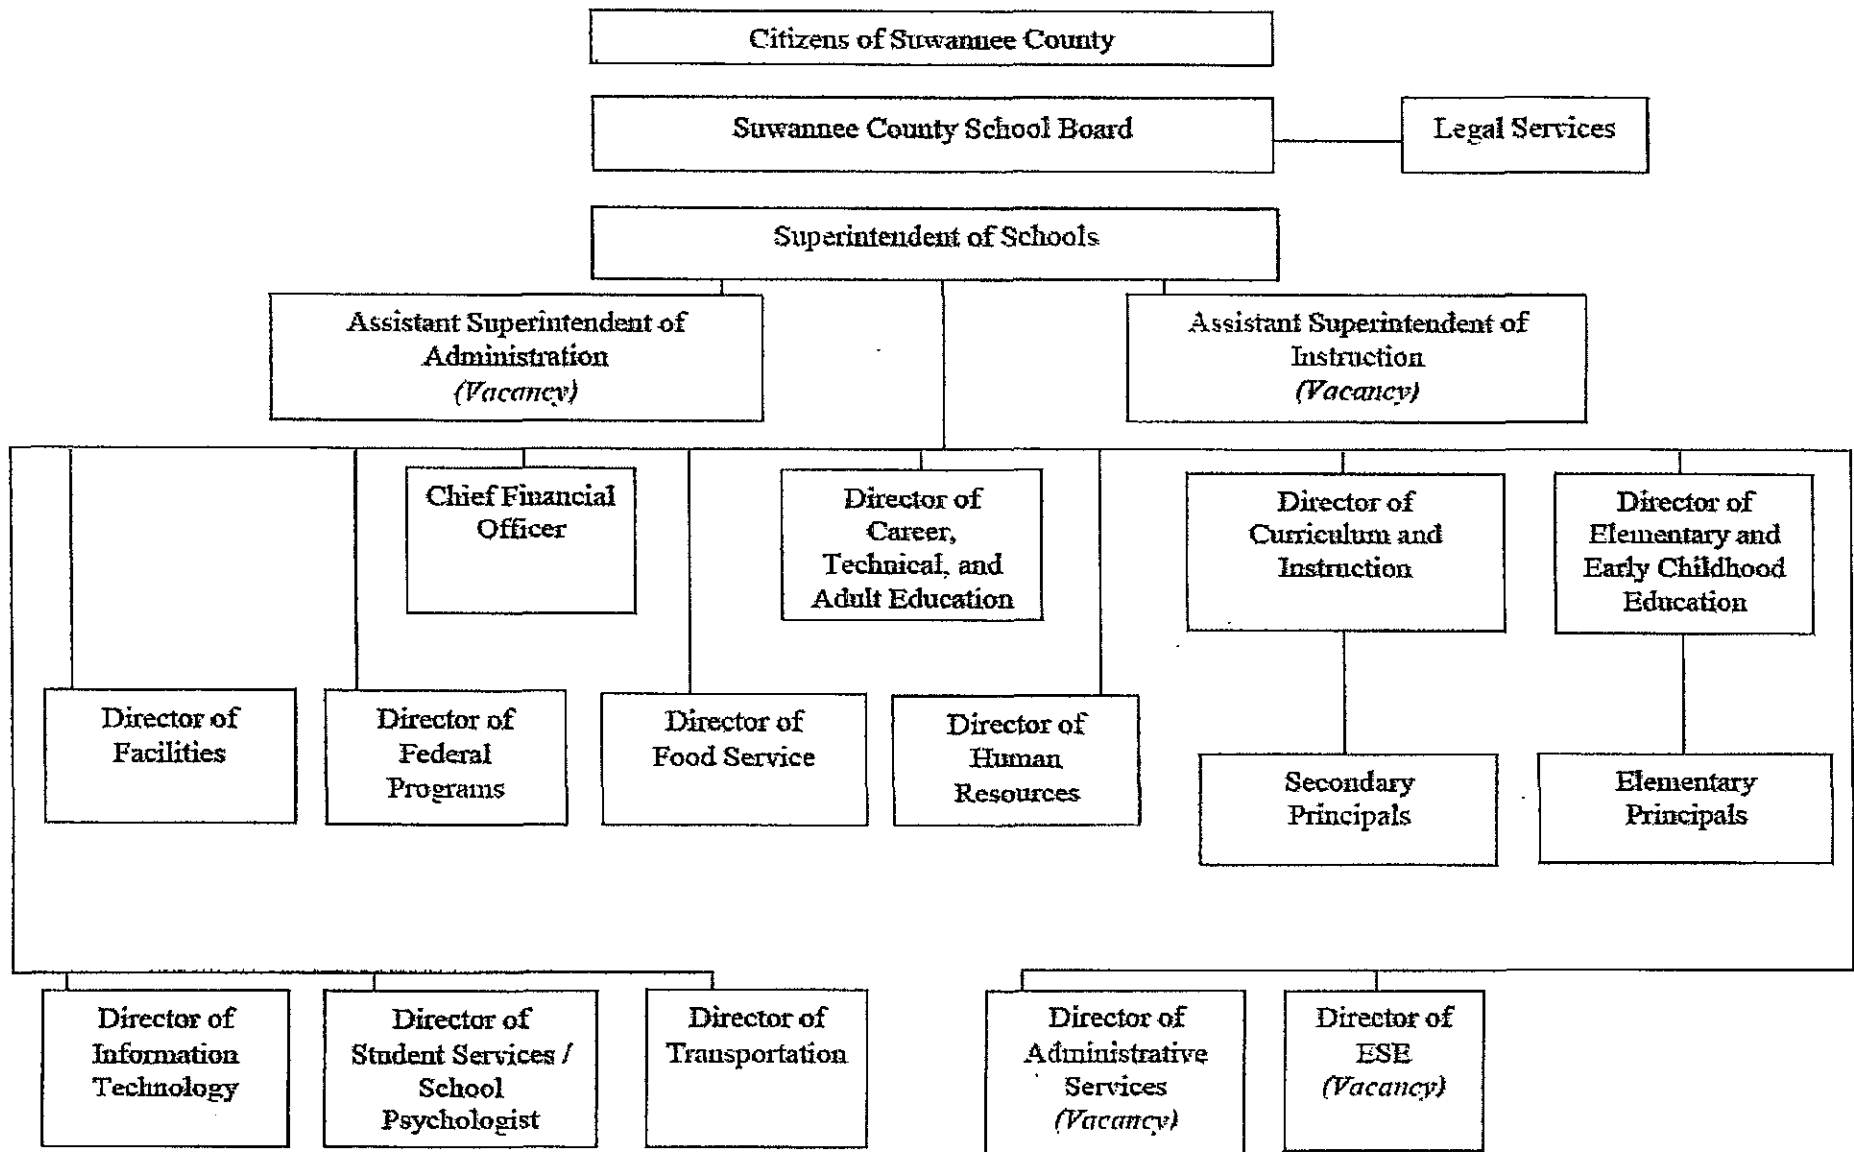 Citizens of Suwannee County
Suwannee County School Board
Legal Services
Superintendent of Schools
Assistant Superintendent of
Administration
(Vacancy)
Assistant Superintendent of
Instruction
(Vacancy)
Chief Financial
Officer
Director of
Career,
Technical, and
Adult Education
Director of
Curriculum and
Instruction
Director of
Elementary and
Early Childhood
Education
Director of
Facilities
Director of
Federal
Programs
Director of
Food Service
Director of
Human
Resources
Secondary
Principals
Elementary
Principals
Director of
Information
Technology
Director of
Student Services /
School
Psychologist
Director of
Transportation
Director of
Administrative
Services
(Vacancy)
Director of
ESE
(Vacancy)